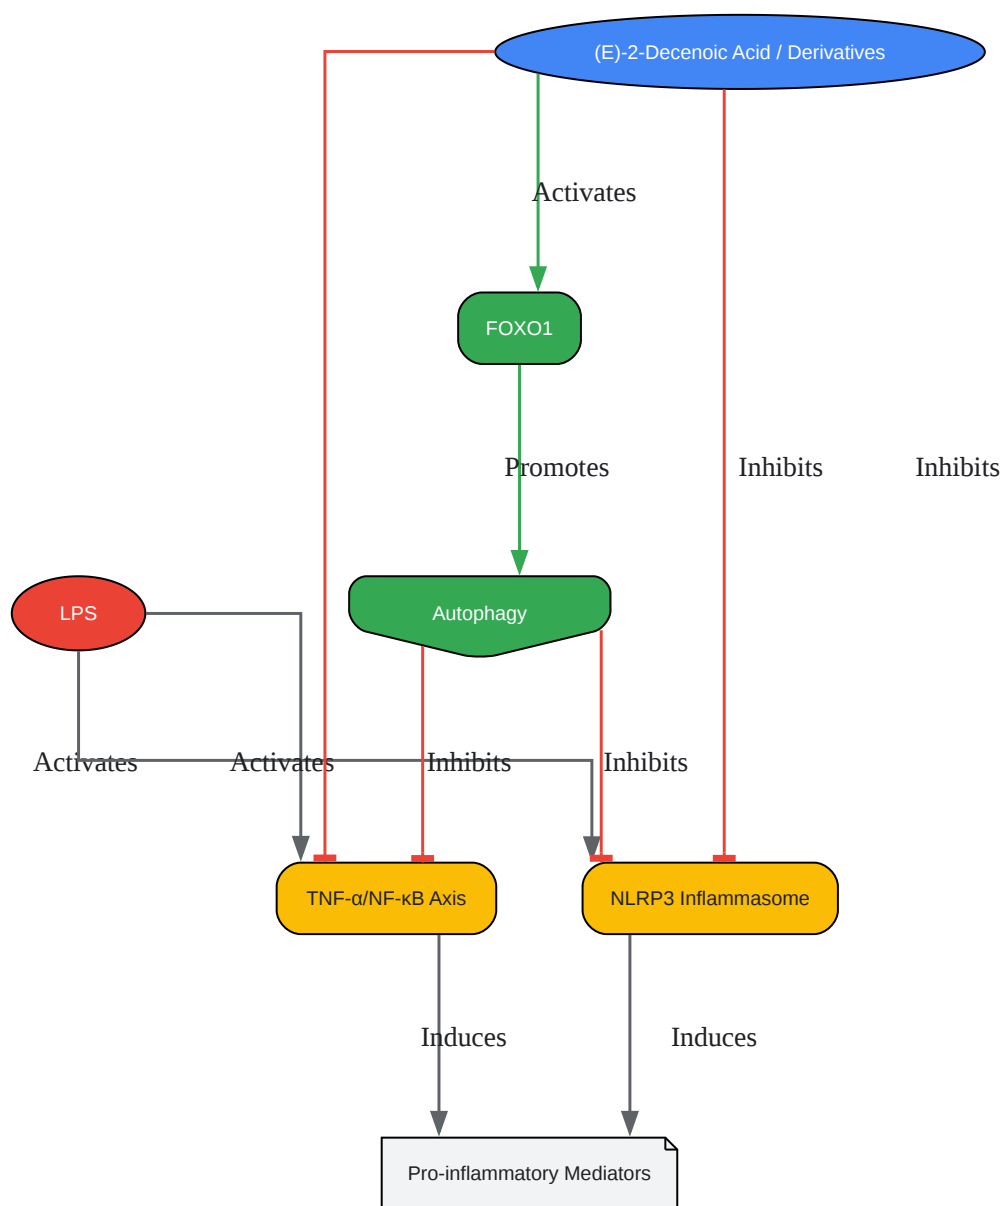 (E)-2-Decenoic Acid / Derivatives
Activates
FOXO1
Promotes
Inhibits
Inhibits
LPS
Autophagy
Activates
Activates
Inhibits
Inhibits
TNF-α/NF-κB Axis
NLRP3 Inflammasome
Induces
Induces
Pro-inflammatory Mediators